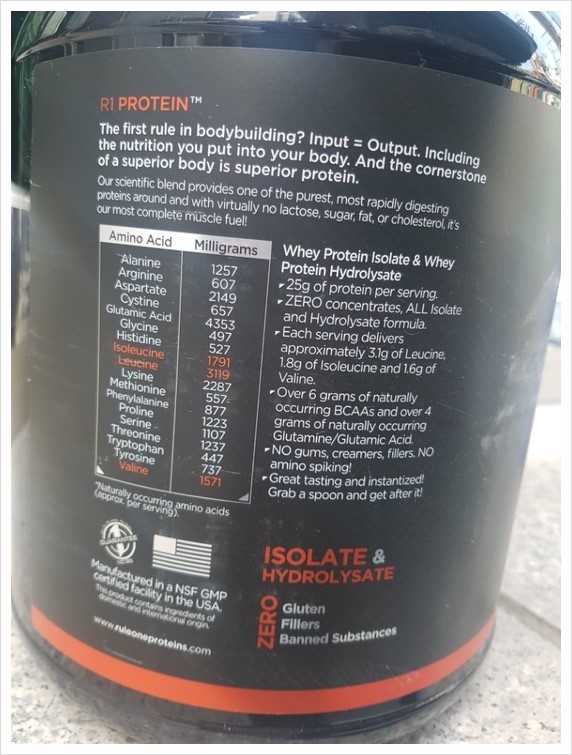 R1 PROTEIN™
The first rule in bodybuilding? Input = Output. Including
the nutrition you put into your body. And the cornerstone
of a superior body is superior protein.
Our scientific blend provides one of the purest, most rapidly digesting
proteins around and with virtually no lactose, sugar, fat, or cholesterol, it's
our most complete muscle fuel!
Amino Acid Milligrams
Alanine 1257
Arginine 607
Aspartate 2149
Cystine 657
Glutamic Acid 4353
Glycine 497
Histidine 527
Isoleucine 1791
Leucine 3119
Lysine 2287
Methionine 557
Phenylalanine 877
Proline 1223
Serine 1107
Threonine 1237
Tryptophan 447
Tyrosine 737
Valine 1571
*Naturally occurring amino acids
(approx. per serving).
Whey Protein Isolate & Whey
Protein Hydrolysate
25g of protein per serving.
ZERO concentrates, ALL Isolate
and Hydrolysate formula.
Each serving delivers
approximately 3.1g of Leucine,
1.8g of Isoleucine and 1.6g of
Valine.
Over 6 grams of naturally
occurring BCAAs and over 4
grams of naturally occurring
Glutamine/Glutamic Acid.
NO gums, creamers, fillers. NO
amino spiking!
Great tasting and instantized!
Grab a spoon and get after it!
GUARANTEE
Manufactured in a NSF GMP
certified facility in the USA.
This product contains ingredients of
domestic and international origin.
www.ruleoneproteins.com
ISOLATE &
HYDROLYSATE
ZERO
Gluten
Fillers
Banned Substances